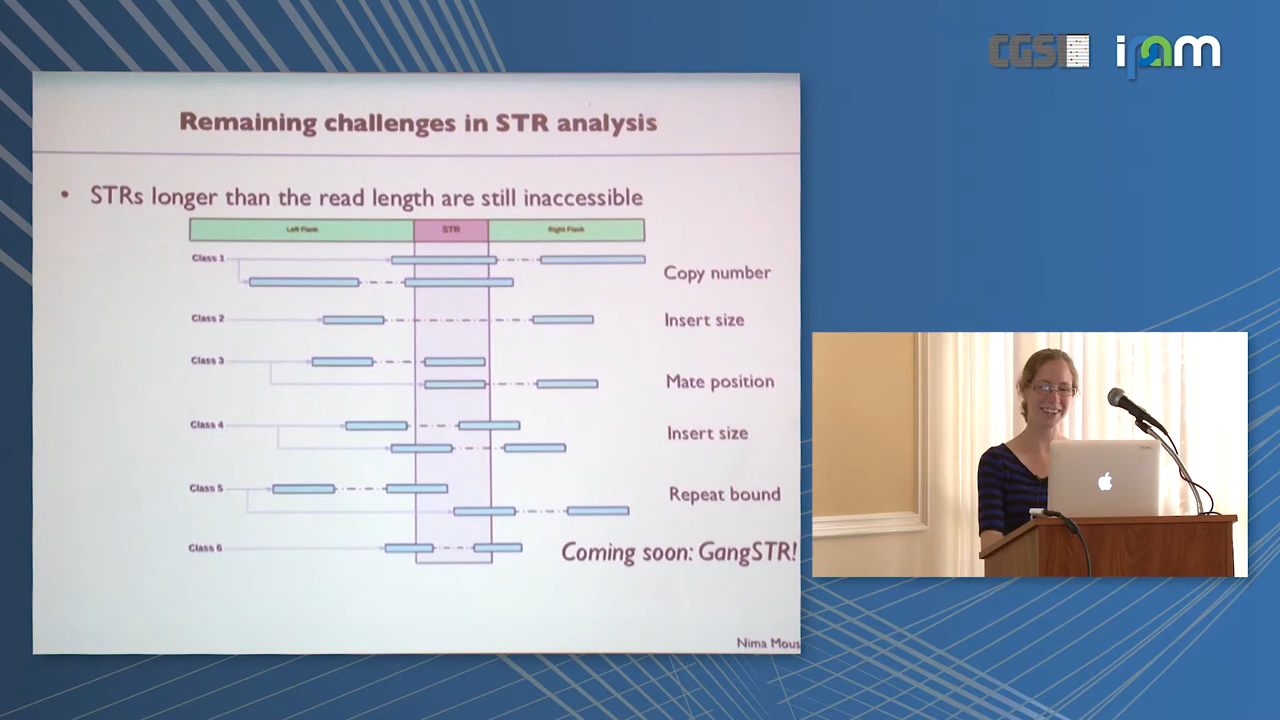 CGSI
ipam
Remaining challenges in STR analysis
• STRs longer than the read length are still inaccessible
Left Flank STR Right Flank
Class 1
Copy number
Class 2
Insert size
Class 3
Mate position
Class 4
Insert size
Class 5
Repeat bound
Class 6
Coming soon: GangSTR!
Nima Mous